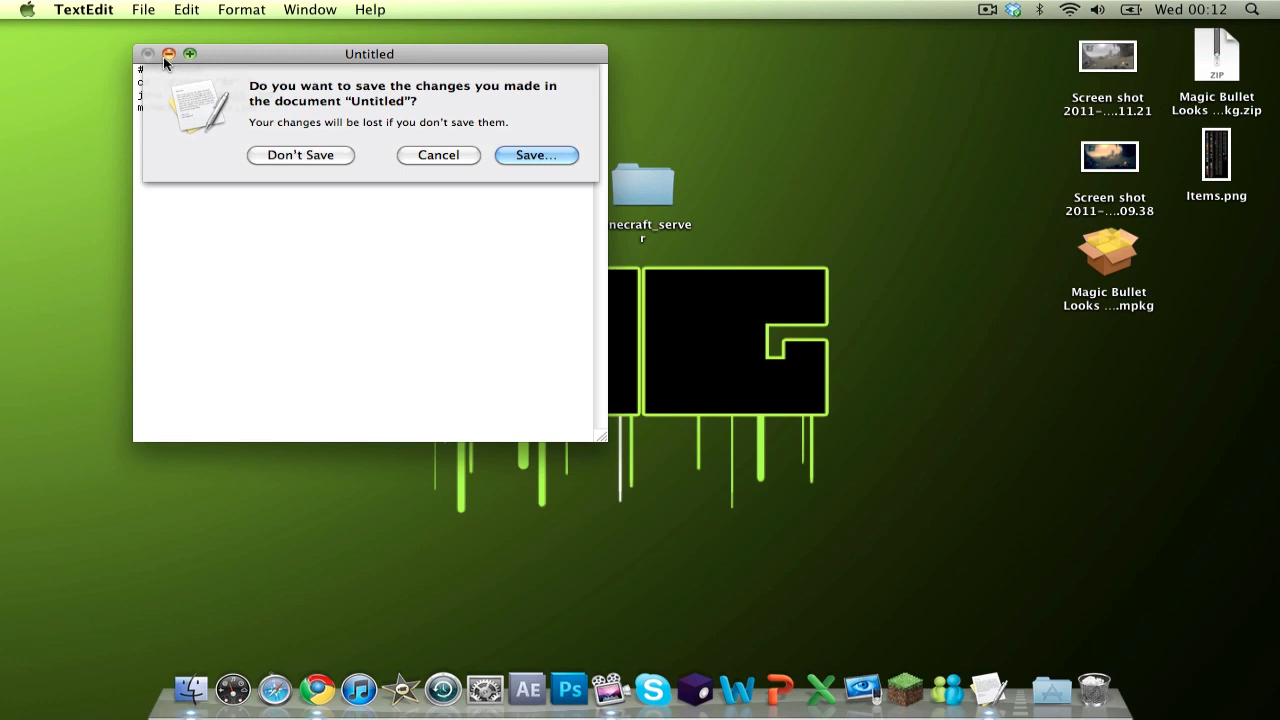 TextEdit File Edit Format Window Help Wed 00:12
Untitled
#
Do you want to save the changes you made in
the document “Untitled”?
Your changes will be lost if you don’t save them.
Don’t Save Cancel Save...
necraft_serve
r
Screen shot
2011-...11.21
Magic Bullet
Looks ...kg.zip
ZIP
Screen shot
2011-...09.38
Items.png
Magic Bullet
Looks ....mpkg
AE Ps